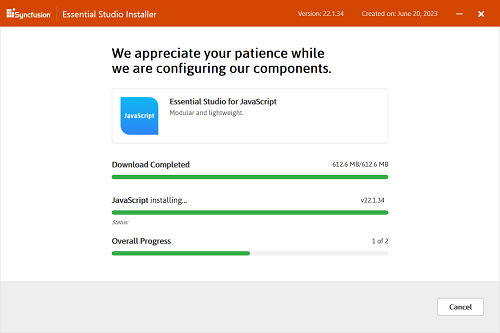 Syncfusion Essential Studio Installer Version: 22.1.34 Created on: June 20, 2023
We appreciate your patience while
we are configuring our components.
Essential Studio for JavaScript
JavaScript
Modular and lightweight.
Download Completed 612.6 MB/612.6 MB
JavaScript installing... v22.1.34
Status:
Overall Progress 1 of 2
Cancel